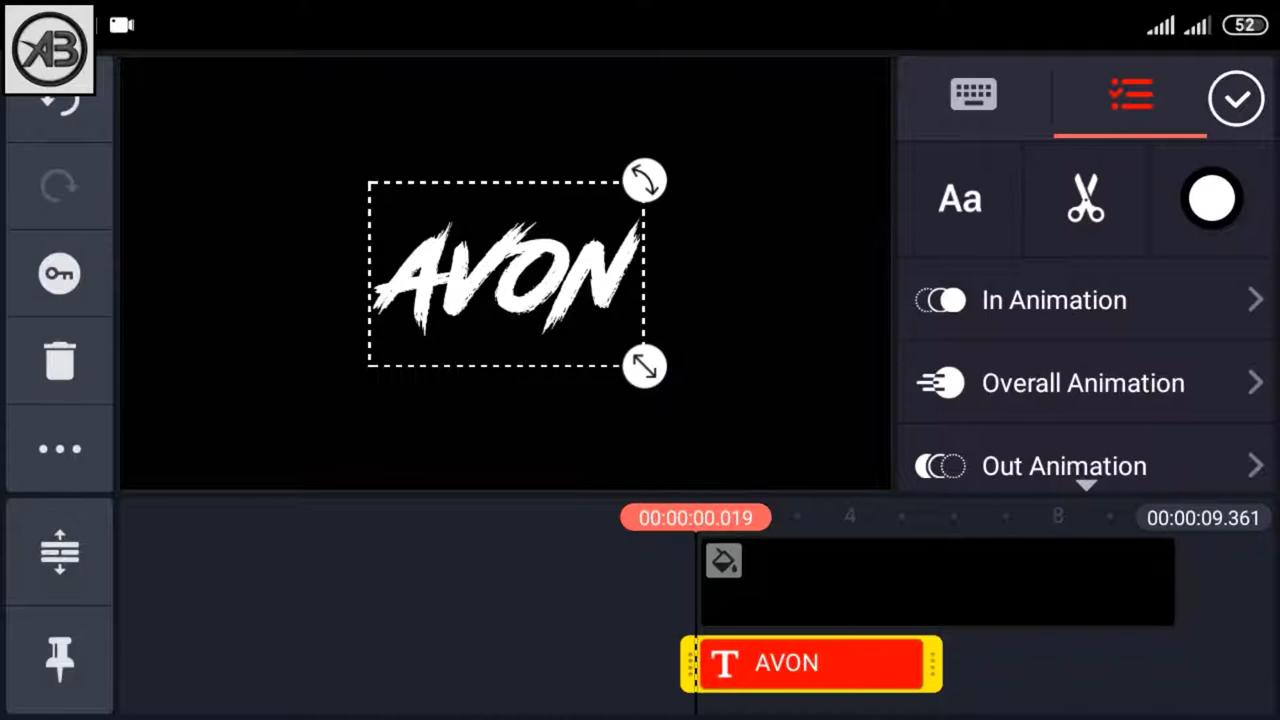 AB
52
AVON
Aa
In Animation
Overall Animation
Out Animation
00:00:00.019
4
8
00:00:09.361
T AVON